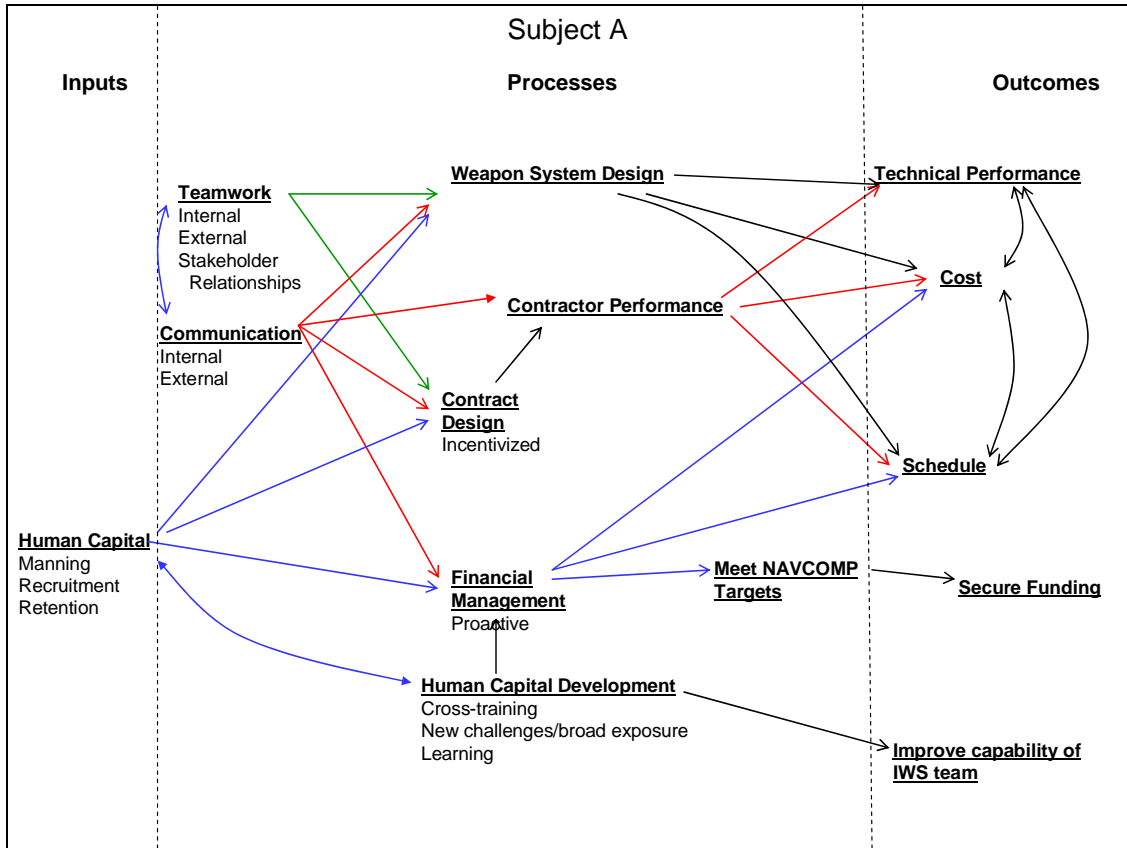 Subject A
Inputs
Processes
Outcomes
Teamwork
Internal
External
Stakeholder
Relationships
Communication
Internal
External
Human Capital
Manning
Recruitment
Retention
Weapon System Design
Contractor Performance
Contract
Design
Incentivized
Financial
Management
Proactive
Human Capital Development
Cross-training
New challenges/broad exposure
Learning
Meet NAVCOMP
Targets
Technical Performance
Cost
Schedule
Secure Funding
Improve capability of
IWS team